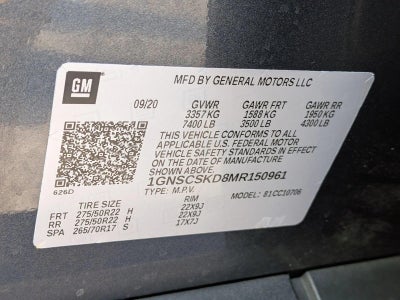 GM
MFD BY GENERAL MOTORS LLC
09/20 GVWR GAWR FRT GAWR RR
3357 KG 1588 KG 1950 KG
7400 LB 3500 LB 4300 LB
THIS VEHICLE CONFORMS TO ALL
APPLICABLE U.S. FEDERAL MOTOR
VEHICLE SAFETY STANDARDS IN EFFECT
ON THE DATE OF MANUFACTURE
SHOWN ABOVE.
1GNSCSKD8MR150961
626D TYPE: M.P.V. MODEL: 81CC10706
TIRE SIZE RIM
FRT 275/50R22 H 22X9J
RR 275/50R22 H 22X9J
SPA 265/70R17 S 17X7J